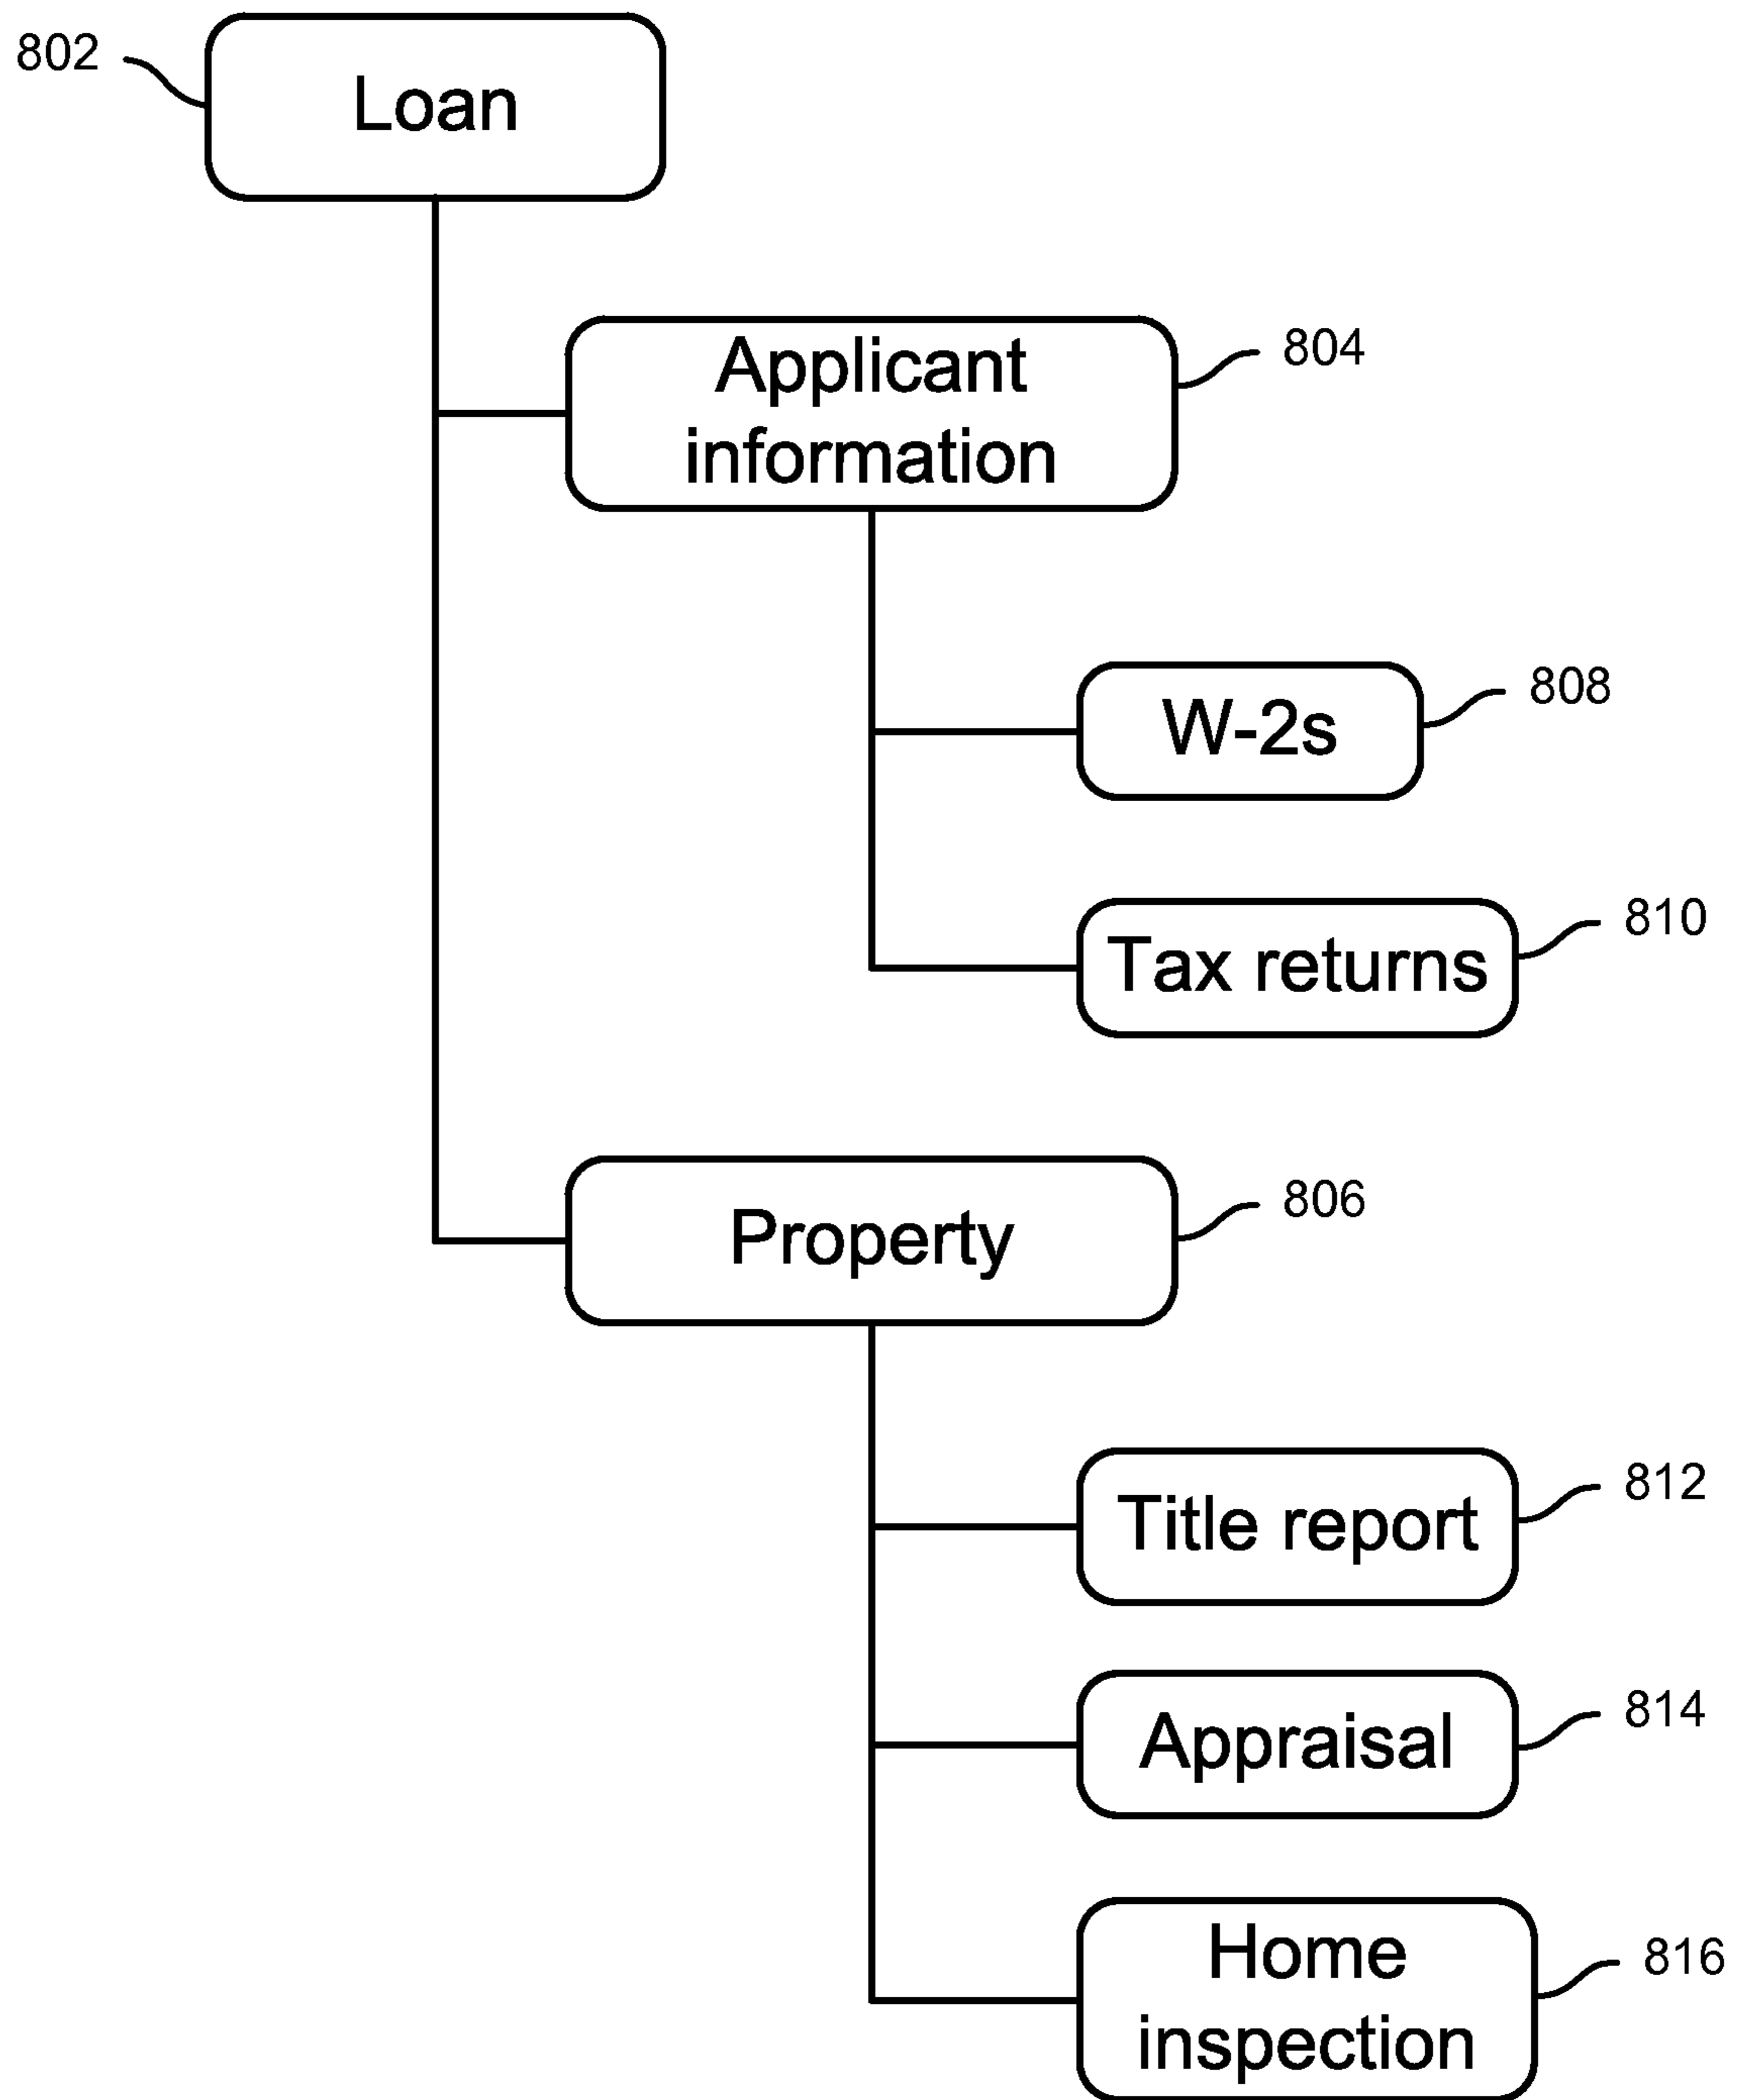 802
Loan
Applicant
information
804
W-2s
808
Tax returns
810
Property
806
Title report
812
Appraisal
814
Home
inspection
816